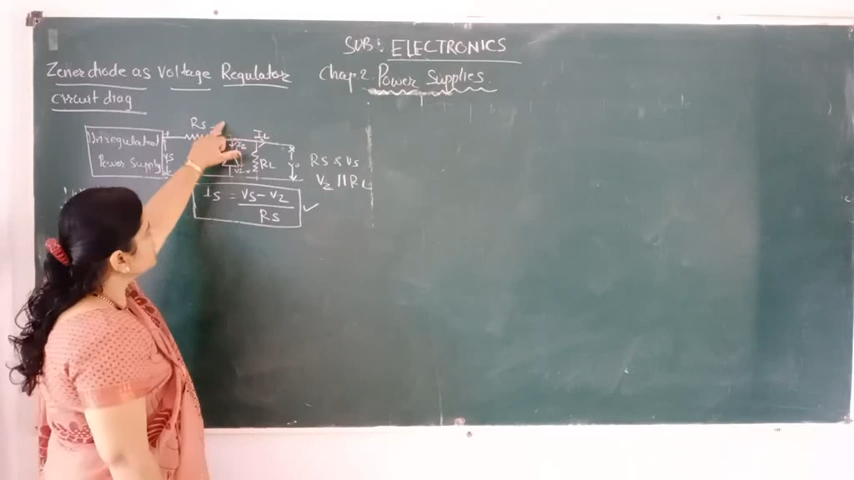 SUB: ELECTRONICS
Chap 2 Power Supplies
Zener diode as Voltage Regulator
circuit diag
Rs
IL
Unregulated
Power Supply
Vs
RL
Rs & Vs
Vz || RL
Is = Vs - Vz
Rs